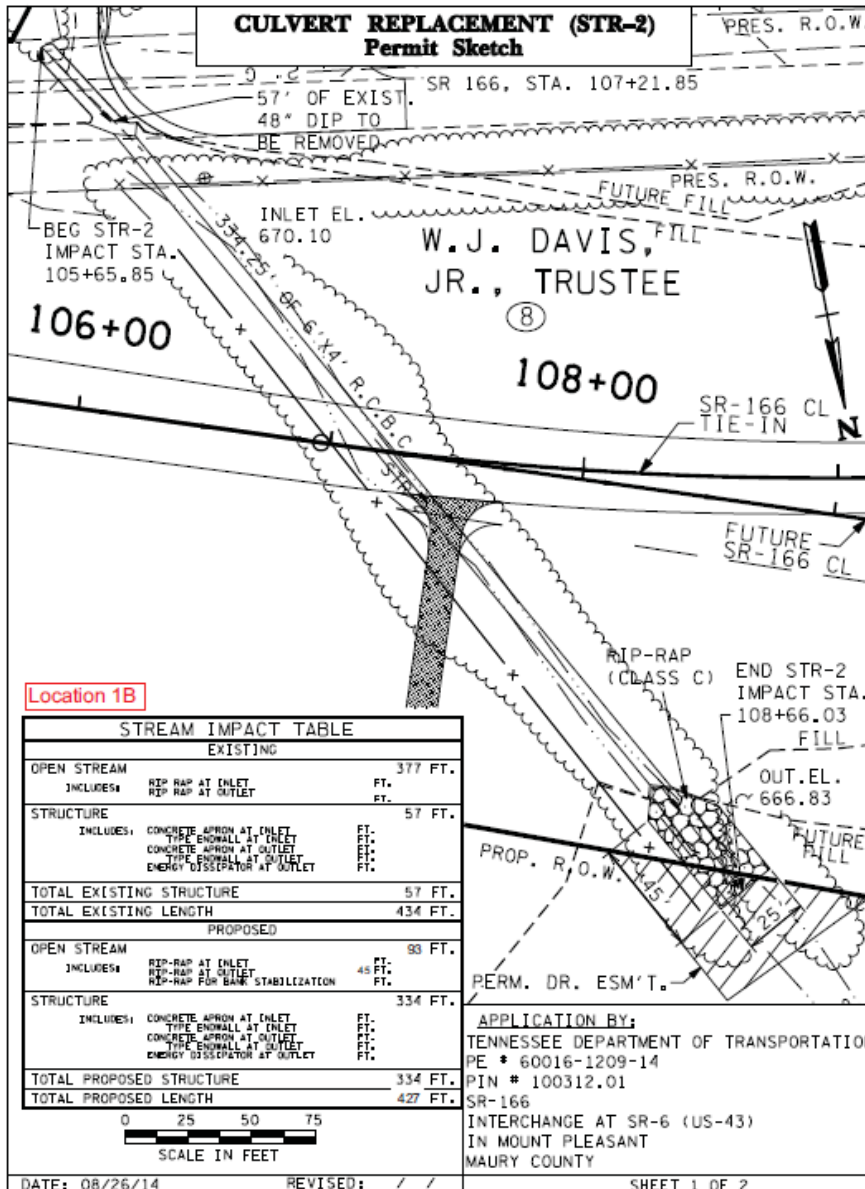 CULVERT REPLACEMENT (STR-2)
Permit Sketch
PRES. R.O.W.
SR 166, STA. 107+21.85
57' OF EXIST.
48" DIP TO
BE REMOVED
PRES. R.O.W.
FUTURE FILL
FILL
BEG STR-2
IMPACT STA.
105+65.85
INLET EL.
670.10
W.J. DAVIS,
JR., TRUSTEE
8
334.25' OF 6'X4' R.C.B.C.
106+00
108+00
SR-166 CL
TIE-IN
N
FUTURE
SR-166 CL
RIP-RAP
(CLASS C)
END STR-2
IMPACT STA.
108+66.03
FILL
OUT.EL.
666.83
FUTURE
FILL
PROP. R.O.W.
45'
25'
PERM. DR. ESM'T.
Location 1B
STREAM IMPACT TABLE
EXISTING
OPEN STREAM 377 FT.
INCLUDES: RIP RAP AT INLET FT.
RIP RAP AT OUTLET FT.
STRUCTURE 57 FT.
INCLUDES: CONCRETE APRON AT INLET FT.
TYPE ENDWALL AT INLET FT.
CONCRETE APRON AT OUTLET FT.
TYPE ENDWALL AT OUTLET FT.
ENERGY DISSIPATOR AT OUTLET FT.
TOTAL EXISTING STRUCTURE 57 FT.
TOTAL EXISTING LENGTH 434 FT.
PROPOSED
OPEN STREAM 93 FT.
INCLUDES: RIP-RAP AT INLET FT.
RIP-RAP AT OUTLET 45 FT.
RIP-RAP FOR BANK STABILIZATION FT.
STRUCTURE 334 FT.
INCLUDES: CONCRETE APRON AT INLET FT.
TYPE ENDWALL AT INLET FT.
CONCRETE APRON AT OUTLET FT.
TYPE ENDWALL AT OUTLET FT.
ENERGY DISSIPATOR AT OUTLET FT.
TOTAL PROPOSED STRUCTURE 334 FT.
TOTAL PROPOSED LENGTH 427 FT.
0 25 50 75
SCALE IN FEET
APPLICATION BY:
TENNESSEE DEPARTMENT OF TRANSPORTATION
PE # 60016-1209-14
PIN # 100312.01
SR-166
INTERCHANGE AT SR-6 (US-43)
IN MOUNT PLEASANT
MAURY COUNTY
DATE: 08/26/14 REVISED: / /
SHEET 1 OF 2